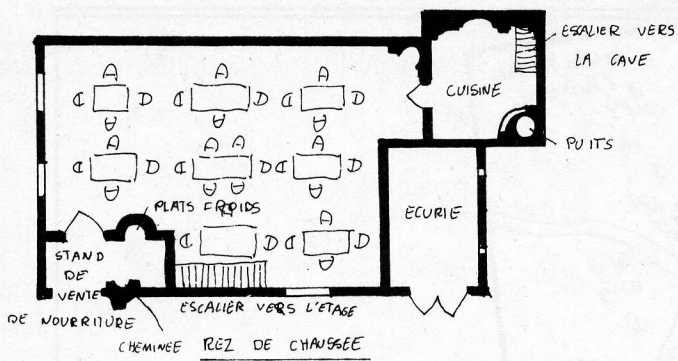 ESCALIER VERS
LA CAVE
CUISINE
PUITS
PLATS FROIDS
ECURIE
STAND
DE
VENTE
DE NOURRITURE
ESCALIER VERS L'ETAGE
CHEMINEE
REZ DE CHAUSSEE